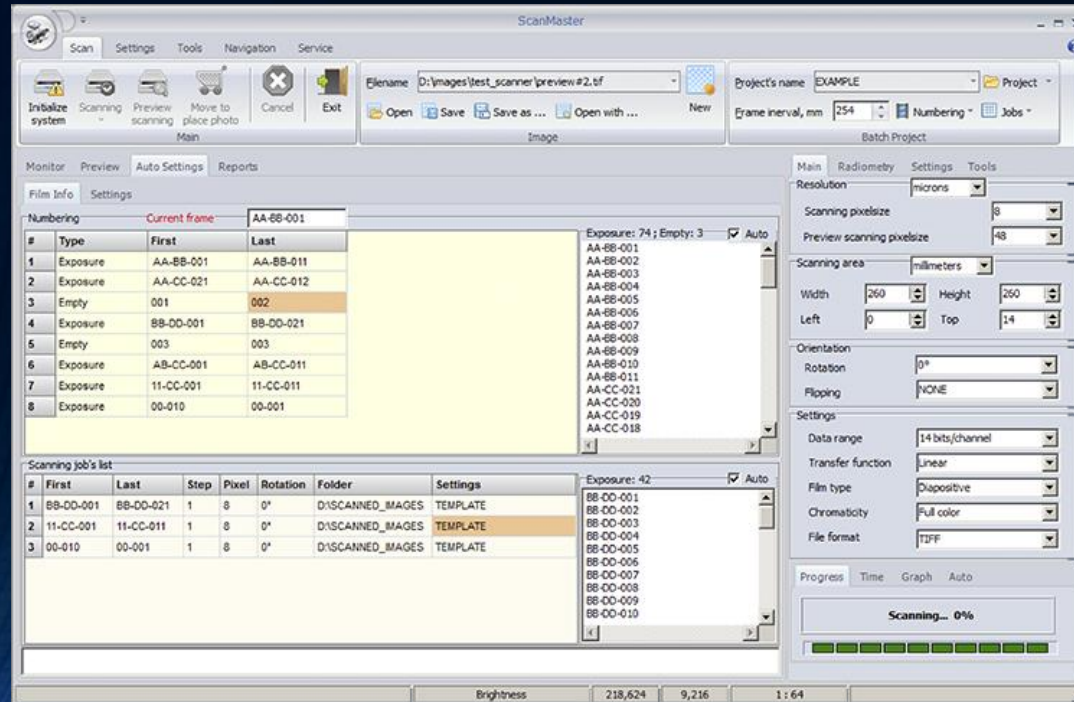 ScanMaster
Scan Settings Tools Navigation Service
Initialize system
Scanning
Preview scanning
Move to place photo
Cancel
Exit
Main
Filename D:\images\test_scanner\preview#2.tif
Open Save Save as ... Open with ...
New
Image
Project's name EXAMPLE Project
Frame inerval, mm 254 Numbering Jobs
Batch Project
Monitor Preview Auto Settings Reports
Film Info Settings
Numbering Current frame AA-BB-001
# Type First Last
1 Exposure AA-BB-001 AA-BB-011
2 Exposure AA-CC-021 AA-CC-012
3 Empty 001 002
4 Exposure BB-DD-001 BB-DD-021
5 Empty 003 003
6 Exposure AB-CC-001 AB-CC-011
7 Exposure 11-CC-001 11-CC-011
8 Exposure 00-010 00-001
Exposure: 74 ; Empty: 3 Auto
AA-BB-001
AA-BB-002
AA-BB-003
AA-BB-004
AA-BB-005
AA-BB-006
AA-BB-007
AA-BB-008
AA-BB-009
AA-BB-010
AA-BB-011
AA-CC-021
AA-CC-020
AA-CC-019
AA-CC-018
Scanning job's list
# First Last Step Pixel Rotation Folder Settings
1 BB-DD-001 BB-DD-021 1 8 0° D:\SCANNED_IMAGES TEMPLATE
2 11-CC-001 11-CC-011 1 8 0° D:\SCANNED_IMAGES TEMPLATE
3 00-010 00-001 1 8 0° D:\SCANNED_IMAGES TEMPLATE
Exposure: 42 Auto
BB-DD-001
BB-DD-002
BB-DD-003
BB-DD-004
BB-DD-005
BB-DD-006
BB-DD-007
BB-DD-008
BB-DD-009
BB-DD-010
Main Radiometry Settings Tools
Resolution microns
Scanning pixelsize 8
Preview scanning pixelsize 48
Scanning area millimeters
Width 260 Height 260
Left 0 Top 14
Orientation
Rotation 0°
Flipping NONE
Settings
Data range 14 bits/channel
Transfer function Linear
Film type Diapositive
Chromaticity Full color
File format TIFF
Progress Time Graph Auto
Scanning... 0%
Brightness 218,624 9,216 1 : 64